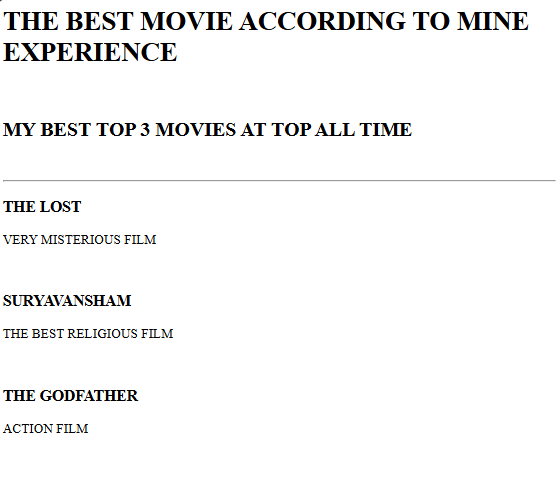 THE BEST MOVIE ACCORDING TO MINE
EXPERIENCE
MY BEST TOP 3 MOVIES AT TOP ALL TIME
THE LOST
VERY MISTERIOUS FILM
SURYAVANSHAM
THE BEST RELIGIOUS FILM
THE GODFATHER
ACTION FILM